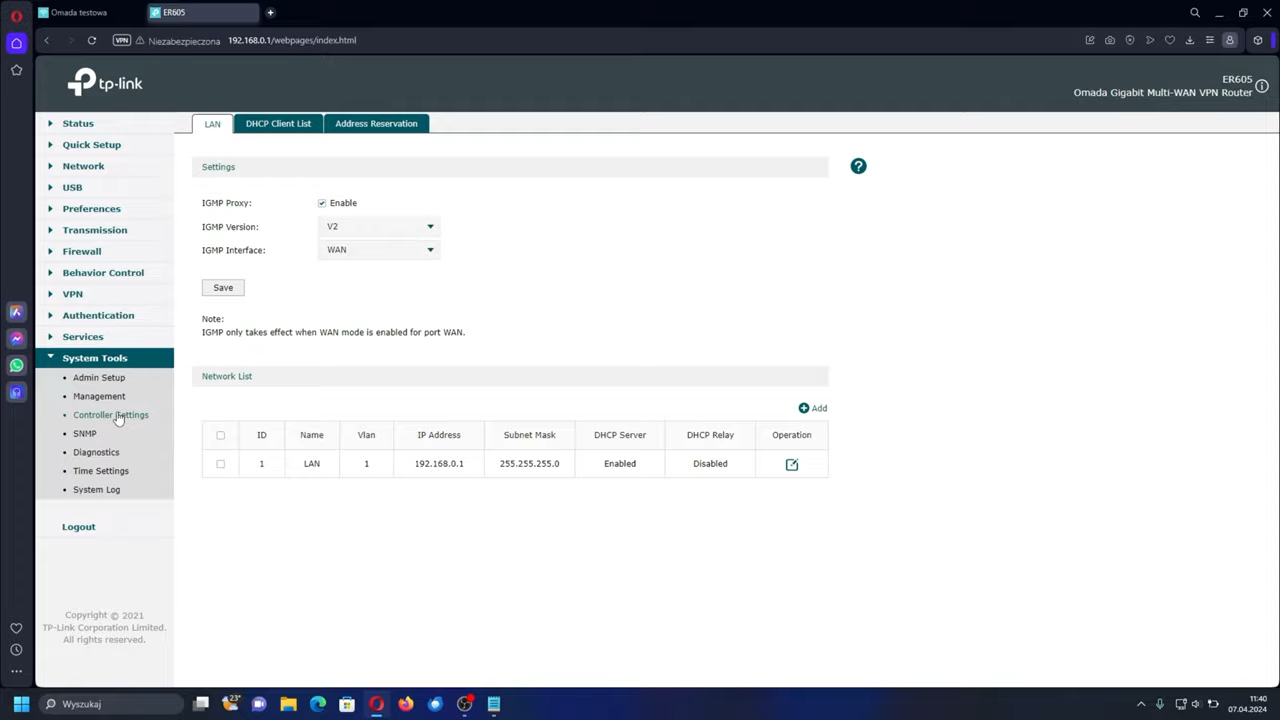 Omada testowa
ER605
VPN
Niezabezpieczona
192.168.0.1/webpages/index.html
tp-link
ER605
Omada Gigabit Multi-WAN VPN Router
Status
Quick Setup
Network
USB
Preferences
Transmission
Firewall
Behavior Control
VPN
Authentication
Services
System Tools
Admin Setup
Management
Controller Settings
SNMP
Diagnostics
Time Settings
System Log
Logout
Copyright © 2021
TP-Link Corporation Limited.
All rights reserved.
LAN
DHCP Client List
Address Reservation
Settings
IGMP Proxy: Enable
IGMP Version: V2
IGMP Interface: WAN
Save
Note:
IGMP only takes effect when WAN mode is enabled for port WAN.
Network List
Add
ID Name Vlan IP Address Subnet Mask DHCP Server DHCP Relay Operation
1 LAN 1 192.168.0.1 255.255.255.0 Enabled Disabled
Wyszukaj
23°
11:40
07.04.2024